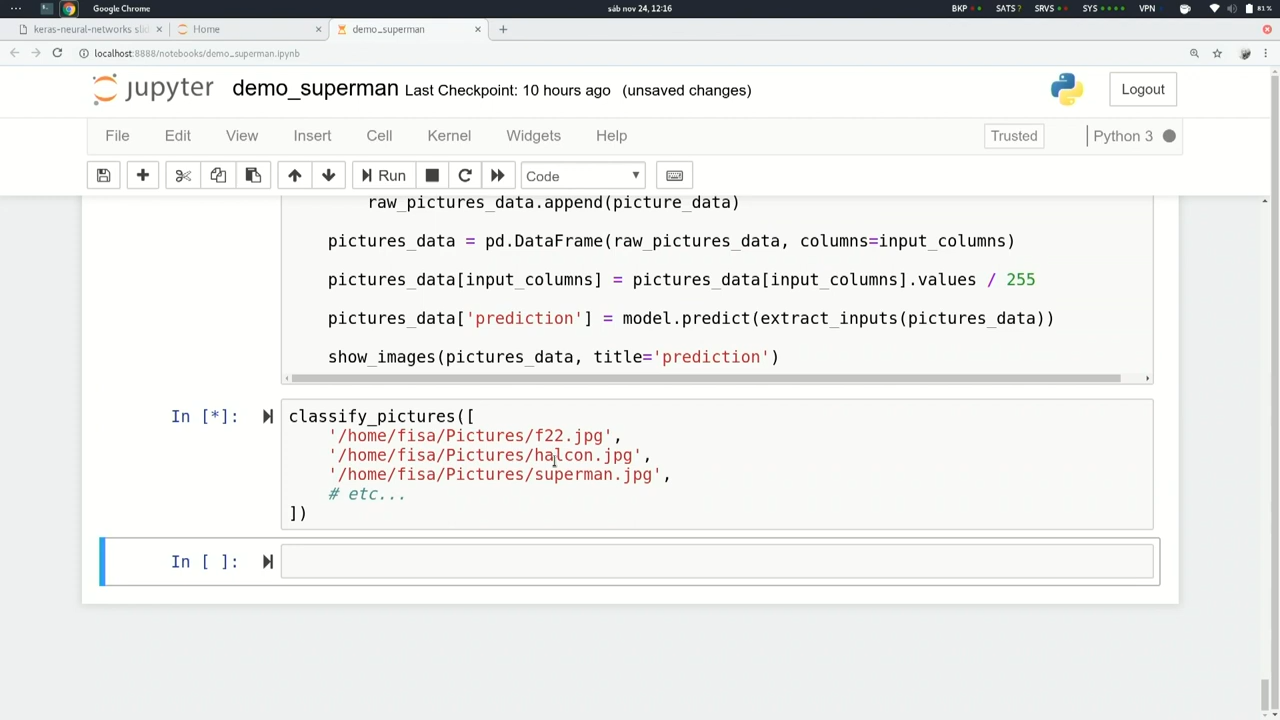 Google Chrome
sáb nov 24, 12:16
BKP
SATS ?
SRVS
SYS
VPN
81 %
keras-neural-networks slid
Home
demo_superman
localhost:8888/notebooks/demo_superman.ipynb
jupyter
demo_superman Last Checkpoint: 10 hours ago (unsaved changes)
Logout
File Edit View Insert Cell Kernel Widgets Help
Trusted
Python 3
Run
Code
raw_pictures_data.append(picture_data)
pictures_data = pd.DataFrame(raw_pictures_data, columns=input_columns)
pictures_data[input_columns] = pictures_data[input_columns].values / 255
pictures_data['prediction'] = model.predict(extract_inputs(pictures_data))
show_images(pictures_data, title='prediction')
In [*]:
classify_pictures([
'/home/fisa/Pictures/f22.jpg',
'/home/fisa/Pictures/halcon.jpg',
'/home/fisa/Pictures/superman.jpg',
# etc...
])
In [ ]: